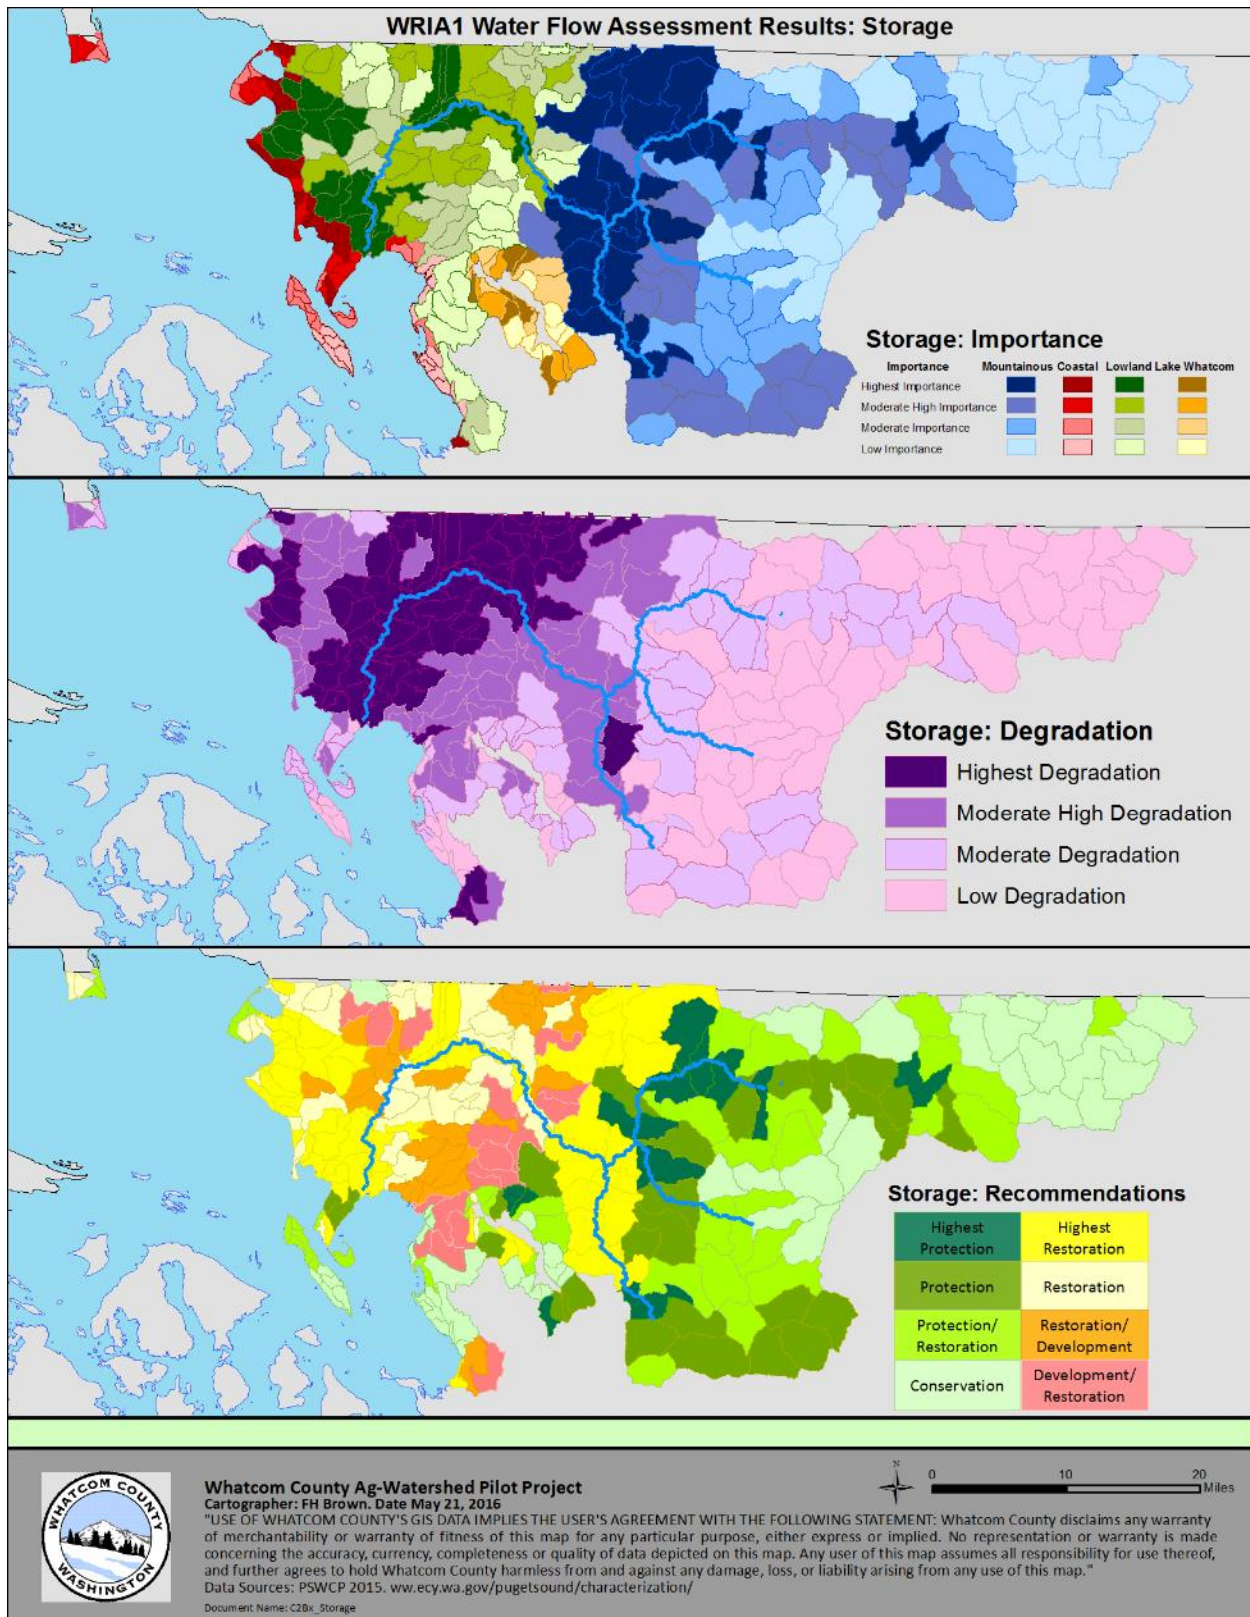 WRIA1 Water Flow Assessment Results: Storage
Storage: Importance
Importance Mountainous Coastal Lowland Lake Whatcom
Highest Importance
Moderate High Importance
Moderate Importance
Low Importance
Storage: Degradation
Highest Degradation
Moderate High Degradation
Moderate Degradation
Low Degradation
Storage: Recommendations
Highest Protection
Highest Restoration
Protection
Restoration
Protection/ Restoration
Restoration/ Development
Conservation
Development/ Restoration
WHATCOM COUNTY
WASHINGTON
Whatcom County Ag-Watershed Pilot Project
Cartographer: FH Brown. Date May 21, 2016
"USE OF WHATCOM COUNTY'S GIS DATA IMPLIES THE USER'S AGREEMENT WITH THE FOLLOWING STATEMENT: Whatcom County disclaims any warranty
of merchantability or warranty of fitness of this map for any particular purpose, either express or implied. No representation or warranty is made
concerning the accuracy, currency, completeness or quality of data depicted on this map. Any user of this map assumes all responsibility for use thereof,
and further agrees to hold Whatcom County harmless from and against any damage, loss, or liability arising from any use of this map."
Data Sources: PSWCP 2015. ww.ecy.wa.gov/pugetsound/characterization/
Document Name: C2Bx_Storage
N
0 10 20
Miles